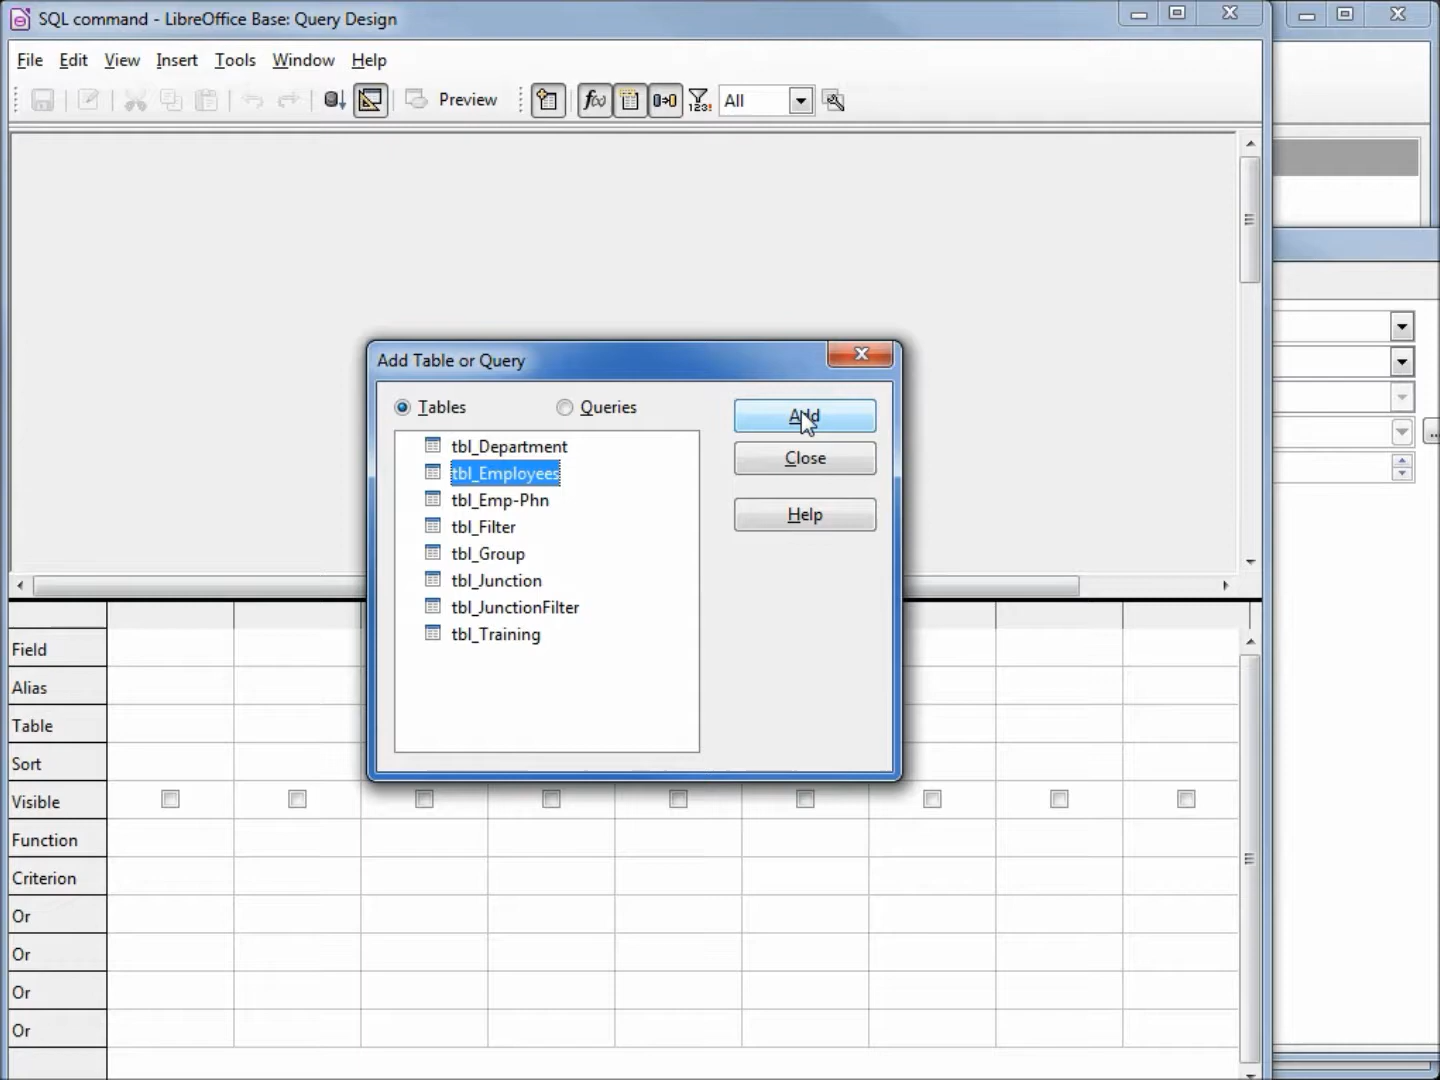 SQL command - LibreOffice Base: Query Design
File Edit View Insert Tools Window Help
Preview f(x) 123! All
Add Table or Query
Tables Queries
Add
Close
Help
tbl_Department
tbl_Employees
tbl_Emp-Phn
tbl_Filter
tbl_Group
tbl_Junction
tbl_JunctionFilter
tbl_Training
Field
Alias
Table
Sort
Visible
Function
Criterion
Or
Or
Or
Or
...